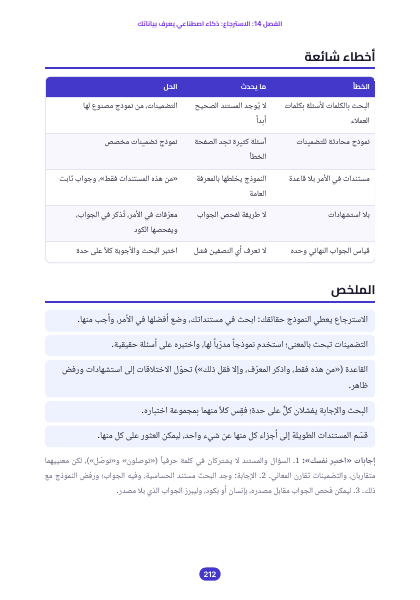 الفصل 14: الاسترجاع: ذكاء اصطناعي يعرف بياناتك
أخطاء شائعة
الخطأ ما يحدث الحل
البحث بالكلمات لأسئلة بكلمات العملاء لا يُوجد المستند الصحيح أبداً التضمينات، من نموذج مصنوع لها
نموذج محادثة للتضمينات أسئلة كثيرة تجد الصفحة الخطأ نموذج تضمينات مخصص
مستندات في الأمر بلا قاعدة النموذج يخلطها بالمعرفة العامة «من هذه المستندات فقط»، وجواب ثابت
بلا استشهادات لا طريقة لفحص الجواب معرّفات في الأمر، تُذكر في الجواب، ويفحصها الكود
قياس الجواب النهائي وحده لا تعرف أي النصفين فشل اختبر البحث والأجوبة كلاً على حدة
الملخص
الاسترجاع يعطي النموذج حقائقك: ابحث في مستنداتك، وضع أفضلها في الأمر، وأجب منها.
التضمينات تبحث بالمعنى؛ استخدم نموذجاً مدرّباً لها، واختبره على أسئلة حقيقية.
القاعدة («من هذه فقط، واذكر المعرّف، وإلا فقل ذلك») تحوّل الاختلافات إلى استشهادات ورفض
ظاهر.
البحث والإجابة يفشلان كلٌّ على حدة؛ فقِس كلاً منهما بمجموعة اختباره.
قسّم المستندات الطويلة إلى أجزاء كل منها عن شيء واحد، ليمكن العثور على كل منها.
إجابات «اختبر نفسك»: 1. السؤال والمستند لا يشتركان في كلمة حرفياً («توصلون» و«توصّل»)، لكن معنييهما
متقاربان، والتضمينات تقارن المعاني. 2. الإجابة: وجد البحث مستند الحساسية، وفيه الجواب؛ ورفض النموذج مع
ذلك. 3. ليمكن فحص الجواب مقابل مصدره، بإنسان أو بكود، وليبرز الجواب الذي بلا مصدر.
212